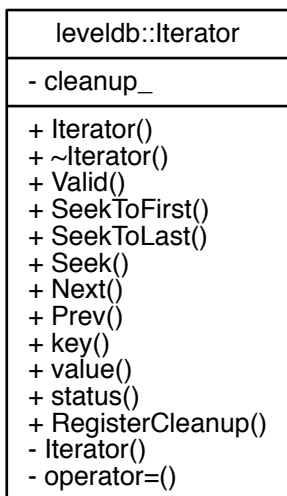 leveldb::Iterator
- cleanup_
+ Iterator()
+ ~Iterator()
+ Valid()
+ SeekToFirst()
+ SeekToLast()
+ Seek()
+ Next()
+ Prev()
+ key()
+ value()
+ status()
+ RegisterCleanup()
- Iterator()
- operator=()